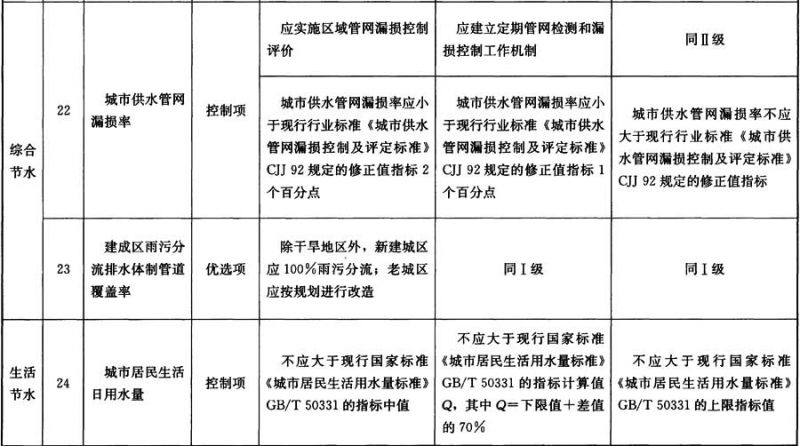 综合
节水
22
城市供水管网
漏损率
控制项
应实施区域管网漏损控制
评价
应建立定期管网检测和漏
损控制工作机制
同Ⅱ级
城市供水管网漏损率应小
于现行行业标准《城市供水
管网漏损控制及评定标准》
CJJ 92 规定的修正值指标 2
个百分点
城市供水管网漏损率应小
于现行行业标准《城市供水
管网漏损控制及评定标准》
CJJ 92 规定的修正值指标 1
个百分点
城市供水管网漏损率不应
大于现行行业标准《城市供
水管网漏损控制及评定标准》
CJJ 92 规定的修正值指标
23
建成区雨污分
流排水体制管道
覆盖率
优选项
除干旱地区外，新建城区
应 100%雨污分流；老城区
应按规划进行改造
同Ⅰ级
同Ⅰ级
生活
节水
24
城市居民生活
日用水量
控制项
不应大于现行国家标准
《城市居民生活用水量标准》
GB/T 50331 的指标中值
不应大于现行国家标准
《城市居民生活用水量标准》
GB/T 50331 的指标计算值
Q，其中 Q＝下限值＋差值
的 70%
不应大于现行国家标准
《城市居民生活用水量标准》
GB/T 50331 的上限指标值